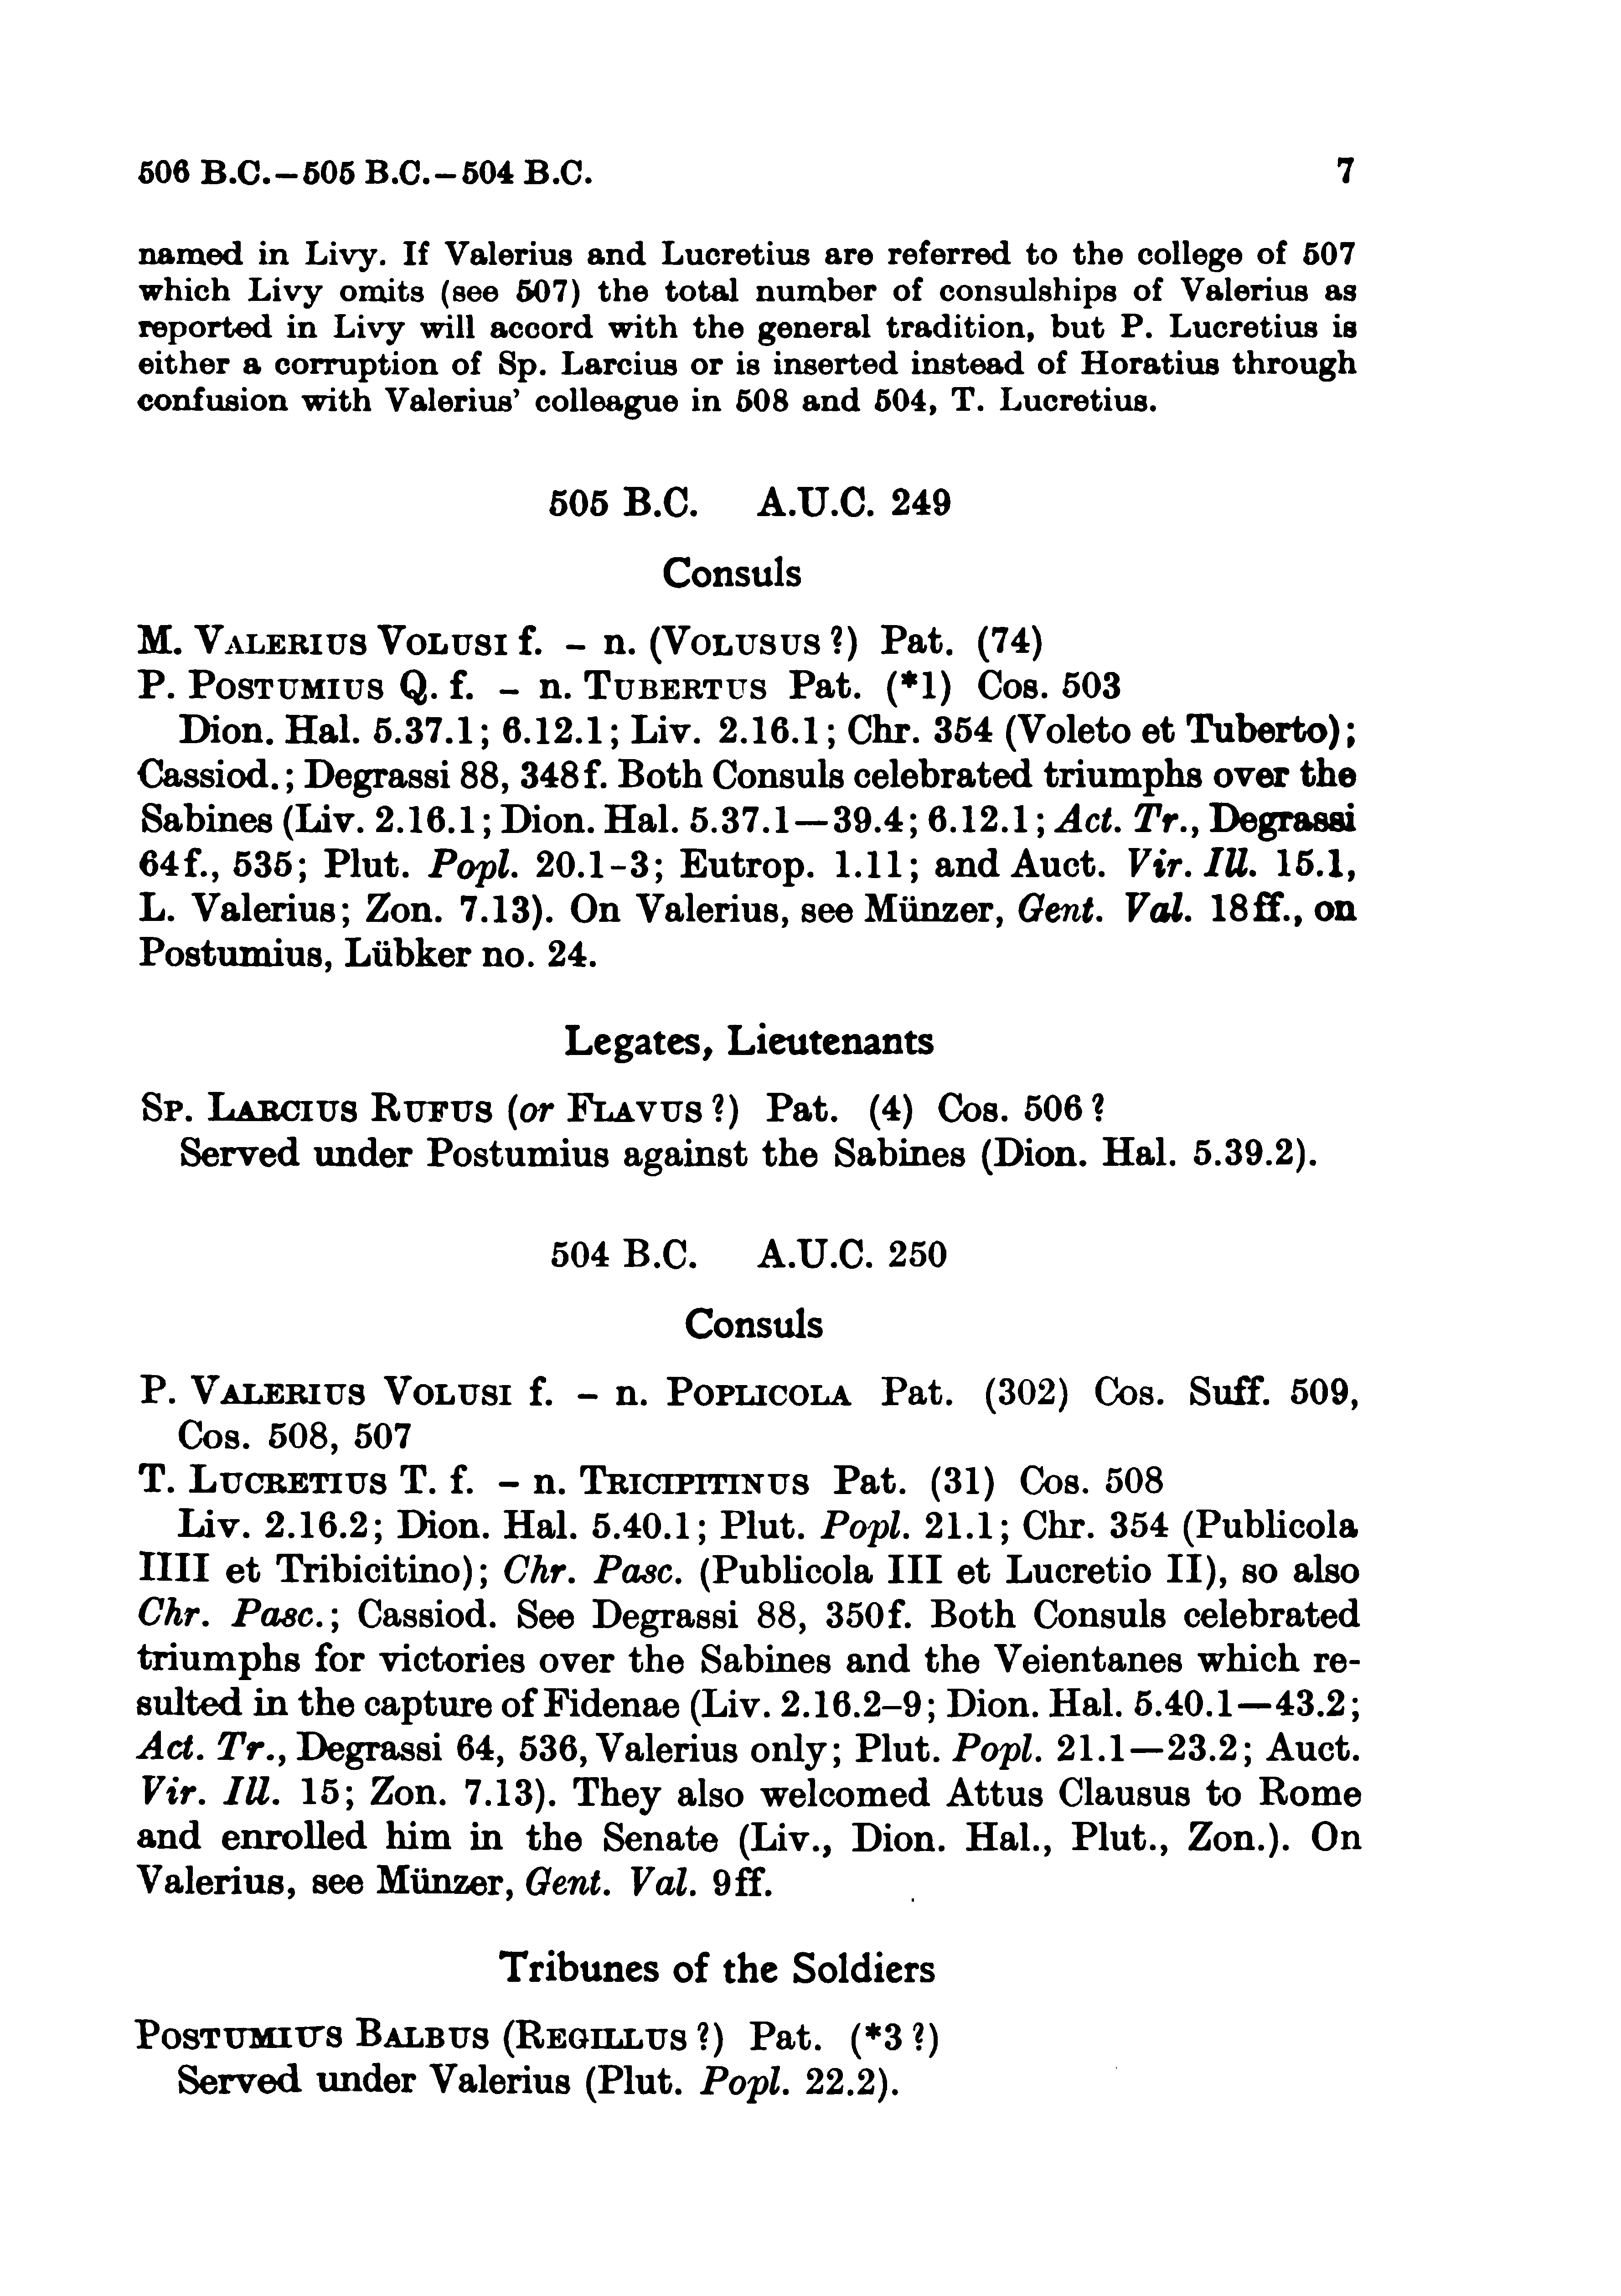 506 B.C.–505 B.C.–504 B.C. 7
named in Livy. If Valerius and Lucretius are referred to the college of 507
which Livy omits (see 507) the total number of consulships of Valerius as
reported in Livy will accord with the general tradition, but P. Lucretius is
either a corruption of Sp. Larcius or is inserted instead of Horatius through
confusion with Valerius’ colleague in 508 and 504, T. Lucretius.
505 B.C. A.U.C. 249
Consuls
M. VALERIUS VOLUSI f. – n. (VOLUSUS?) Pat. (74)
P. POSTUMIUS Q. f. – n. TUBERTUS Pat. (*1) Cos. 503
Dion. Hal. 5.37.1; 6.12.1; Liv. 2.16.1; Chr. 354 (Voleto et Tuberto);
Cassiod.; Degrassi 88, 348f. Both Consuls celebrated triumphs over the
Sabines (Liv. 2.16.1; Dion. Hal. 5.37.1—39.4; 6.12.1; Act. Tr., Degrassi
64f., 535; Plut. Popl. 20.1-3; Eutrop. 1.11; and Auct. Vir. Ill. 15.1,
L. Valerius; Zon. 7.13). On Valerius, see Münzer, Gent. Val. 18ff., on
Postumius, Lübker no. 24.
Legates, Lieutenants
SP. LARCIUS RUFUS (or FLAVUS?) Pat. (4) Cos. 506?
Served under Postumius against the Sabines (Dion. Hal. 5.39.2).
504 B.C. A.U.C. 250
Consuls
P. VALERIUS VOLUSI f. – n. POPLICOLA Pat. (302) Cos. Suff. 509,
Cos. 508, 507
T. LUCRETIUS T. f. – n. TRICIPITINUS Pat. (31) Cos. 508
Liv. 2.16.2; Dion. Hal. 5.40.1; Plut. Popl. 21.1; Chr. 354 (Publicola
IIII et Tribicitino); Chr. Pasc. (Publicola III et Lucretio II), so also
Chr. Pasc.; Cassiod. See Degrassi 88, 350f. Both Consuls celebrated
triumphs for victories over the Sabines and the Veientanes which re-
sulted in the capture of Fidenae (Liv. 2.16.2–9; Dion. Hal. 5.40.1—43.2;
Act. Tr., Degrassi 64, 536, Valerius only; Plut. Popl. 21.1—23.2; Auct.
Vir. Ill. 15; Zon. 7.13). They also welcomed Attus Clausus to Rome
and enrolled him in the Senate (Liv., Dion. Hal., Plut., Zon.). On
Valerius, see Münzer, Gent. Val. 9ff.
Tribunes of the Soldiers
POSTUMIUS BALBUS (REGILLUS?) Pat. (*3?)
Served under Valerius (Plut. Popl. 22.2).